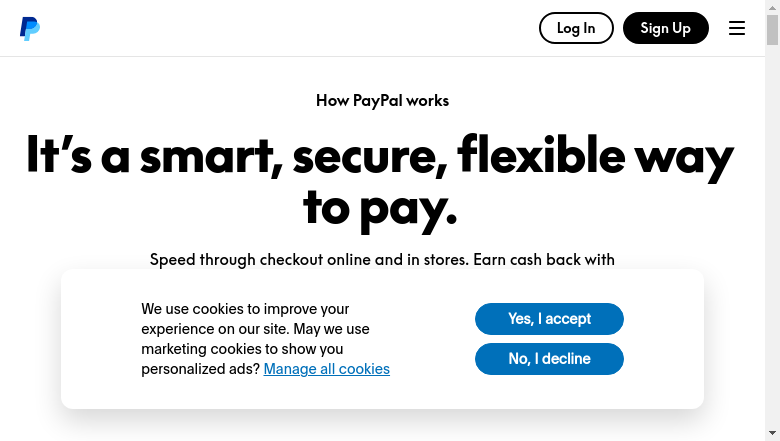 Log In
Sign Up
How PayPal works
It’s a smart, secure, flexible way
to pay.
Speed through checkout online and in stores. Earn cash back with
We use cookies to improve your
experience on our site. May we use
marketing cookies to show you
personalized ads? Manage all cookies
Yes, I accept
No, I decline